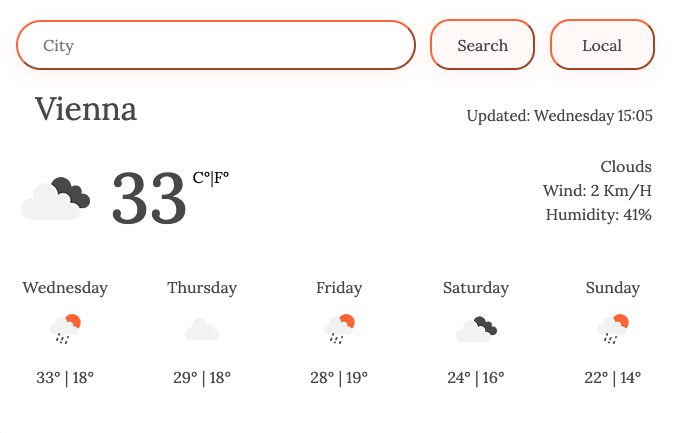 City
Search
Local
Vienna
Updated: Wednesday 15:05
33 C°|F°
Clouds
Wind: 2 Km/H
Humidity: 41%
Wednesday
Thursday
Friday
Saturday
Sunday
33° | 18°
29° | 18°
28° | 19°
24° | 16°
22° | 14°